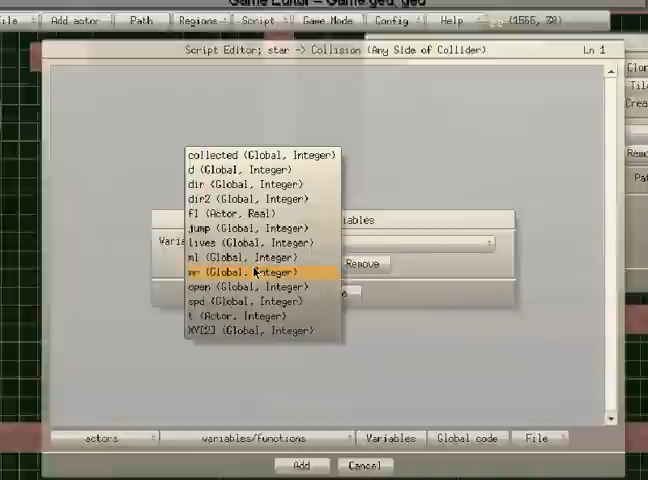 Game Editor - Game.ged, ged
File Add actor Path Regions Script Game Mode Config Help (1555, 30)
Script Editor; star -> Collision (Any Side of Collider) Ln 1
collected (Global, Integer)
d (Global, Integer)
dir (Global, Integer)
dir2 (Global, Integer)
fl (Actor, Real)
jump (Global, Integer)
lives (Global, Integer)
ml (Global, Integer)
mr (Global, Integer)
open (Global, Integer)
spd (Global, Integer)
t (Actor, Integer)
XY[2] (Global, Integer)
Remove
actors variables/functions Variables Global code File
Add Cancel